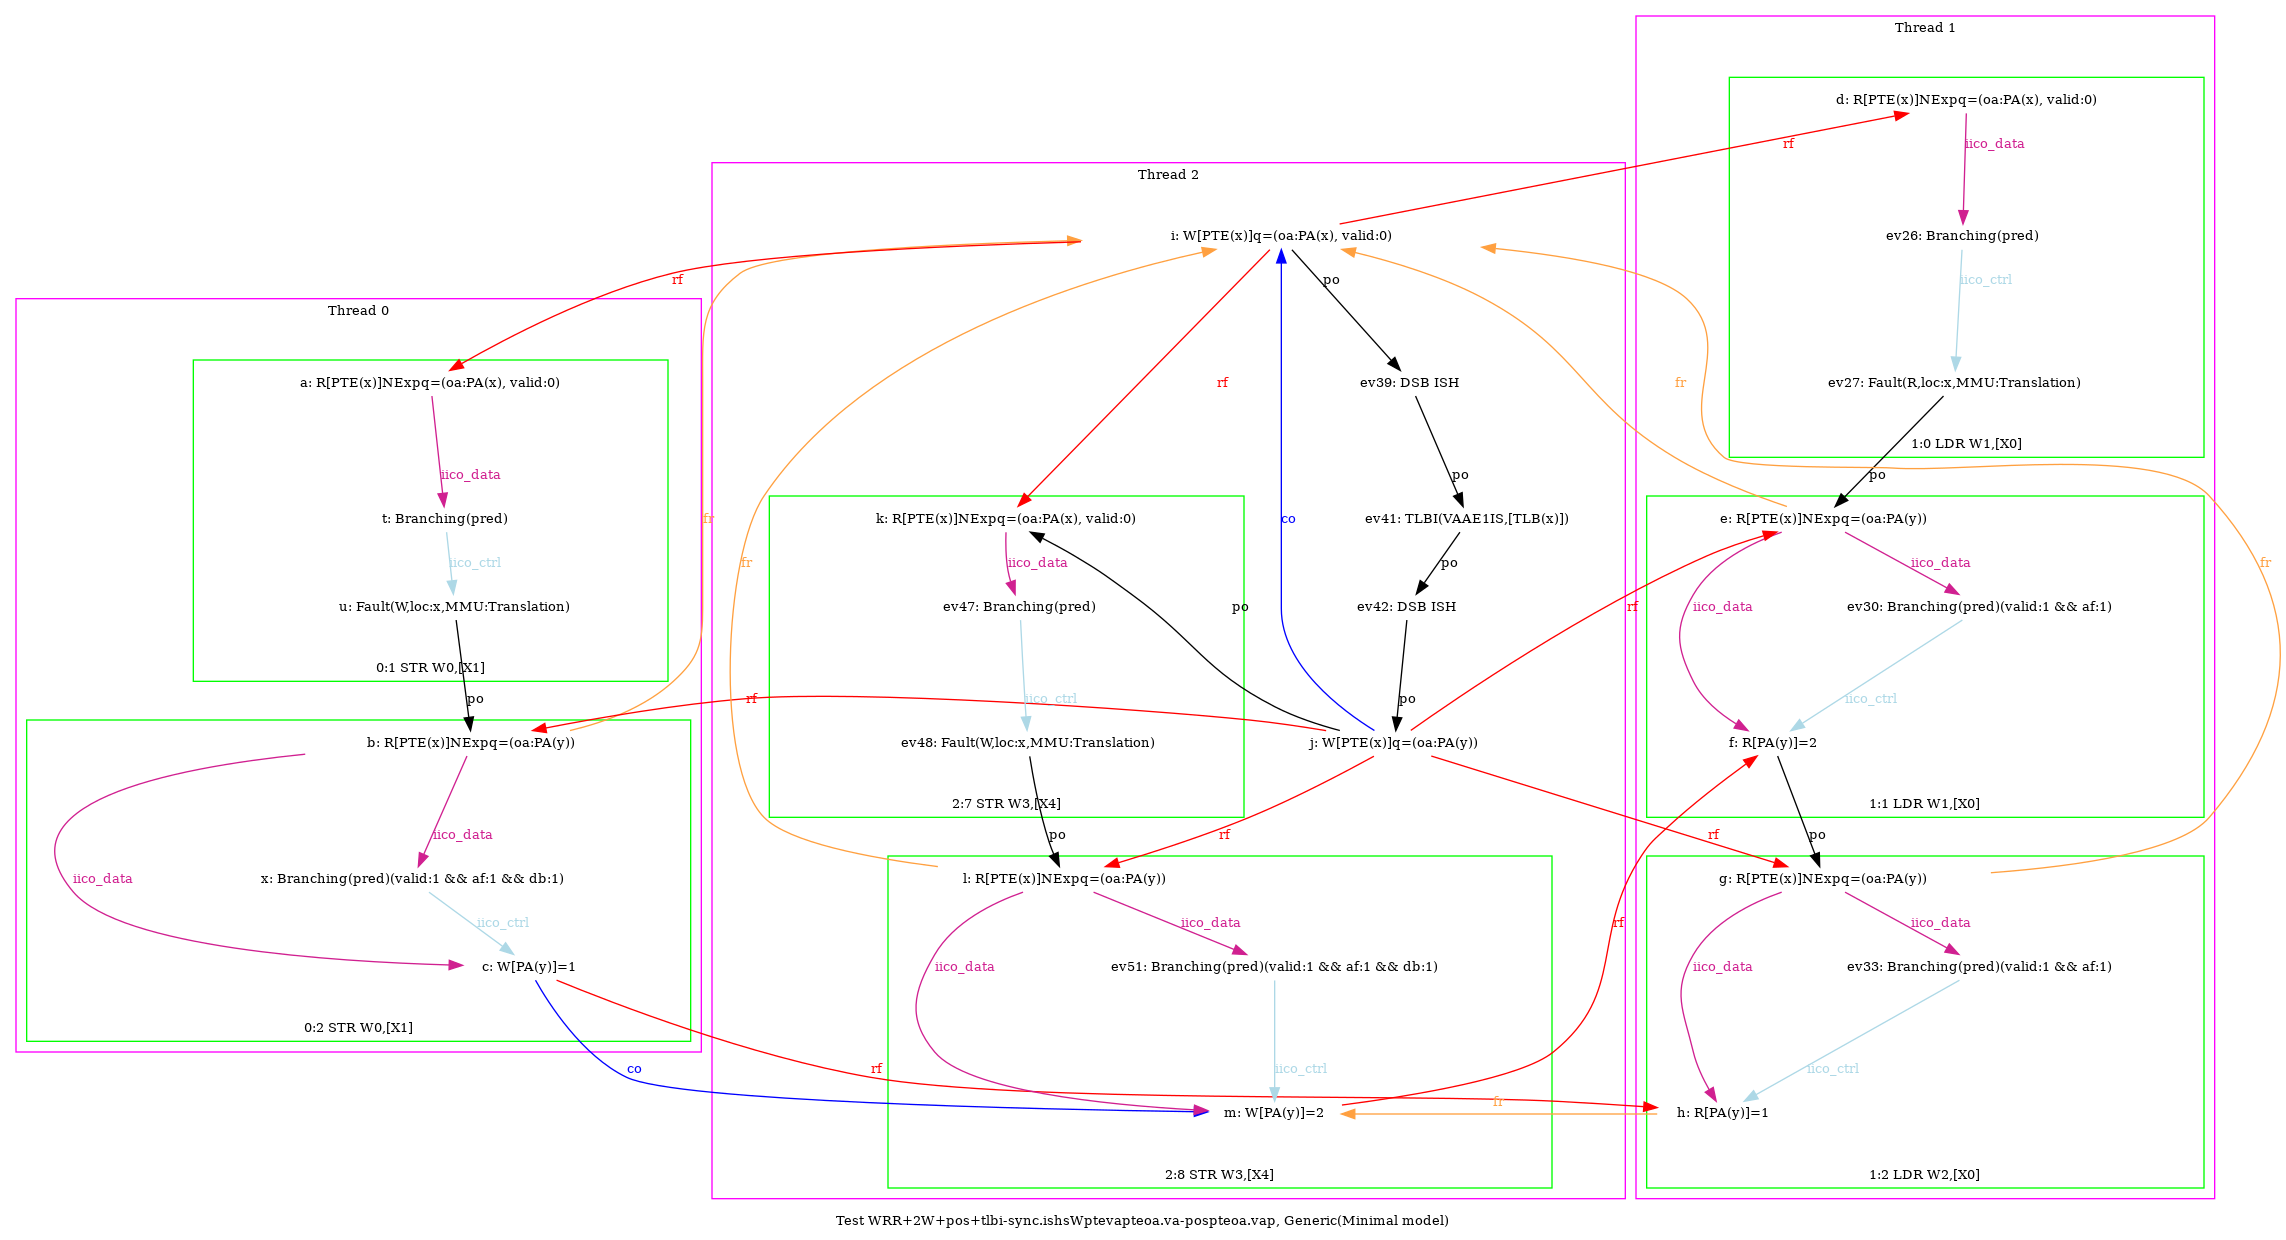 Thread 1
d: R[PTE(x)]NExpq=(oa:PA(x), valid:0)
rf
iico_data
Thread 2
i: W[PTE(x)]q=(oa:PA(x), valid:0)
ev26: Branching(pred)
rf
po
iico_ctrl
Thread 0
a: R[PTE(x)]NExpq=(oa:PA(x), valid:0)
rf
ev39: DSB ISH
fr
ev27: Fault(R,loc:x,MMU:Translation)
1:0 LDR W1,[X0]
iico_data
po
po
t: Branching(pred)
fr
k: R[PTE(x)]NExpq=(oa:PA(x), valid:0)
co
ev41: TLBI(VAAE1IS,[TLB(x)])
e: R[PTE(x)]NExpq=(oa:PA(y))
iico_ctrl
fr
iico_data
po
iico_data
fr
u: Fault(W,loc:x,MMU:Translation)
ev47: Branching(pred)
po
ev42: DSB ISH
rf
iico_data
ev30: Branching(pred)(valid:1 && af:1)
0:1 STR W0,[X1]
po
rf
iico_ctrl
po
iico_ctrl
b: R[PTE(x)]NExpq=(oa:PA(y))
ev48: Fault(W,loc:x,MMU:Translation)
j: W[PTE(x)]q=(oa:PA(y))
f: R[PA(y)]=2
2:7 STR W3,[X4]
1:1 LDR W1,[X0]
iico_data
po
rf
rf
po
iico_data
x: Branching(pred)(valid:1 && af:1 && db:1)
l: R[PTE(x)]NExpq=(oa:PA(y))
g: R[PTE(x)]NExpq=(oa:PA(y))
iico_ctrl
iico_data
rf
iico_data
c: W[PA(y)]=1
iico_data
ev51: Branching(pred)(valid:1 && af:1 && db:1)
iico_data
ev33: Branching(pred)(valid:1 && af:1)
0:2 STR W0,[X1]
co
rf
iico_ctrl
iico_ctrl
fr
m: W[PA(y)]=2
h: R[PA(y)]=1
2:8 STR W3,[X4]
1:2 LDR W2,[X0]
Test WRR+2W+pos+tlbi-sync.ishsWptevapteoa.va-pospteoa.vap, Generic(Minimal model)